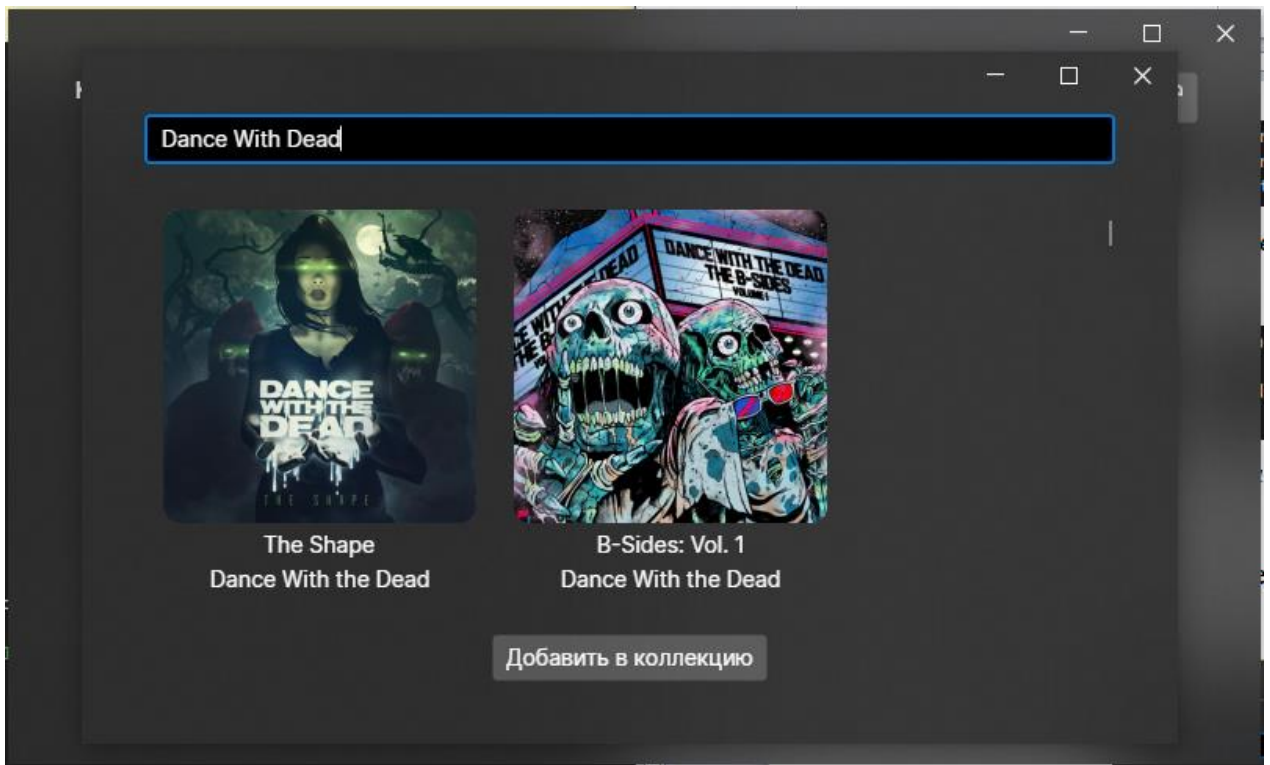 Dance With Dead
DANCE
WITH THE
DEAD
THE SHAPE
DANCE WITH THE DEAD
THE B-SIDES
VOLUME 1
The Shape
Dance With the Dead
B-Sides: Vol. 1
Dance With the Dead
Добавить в коллекцию